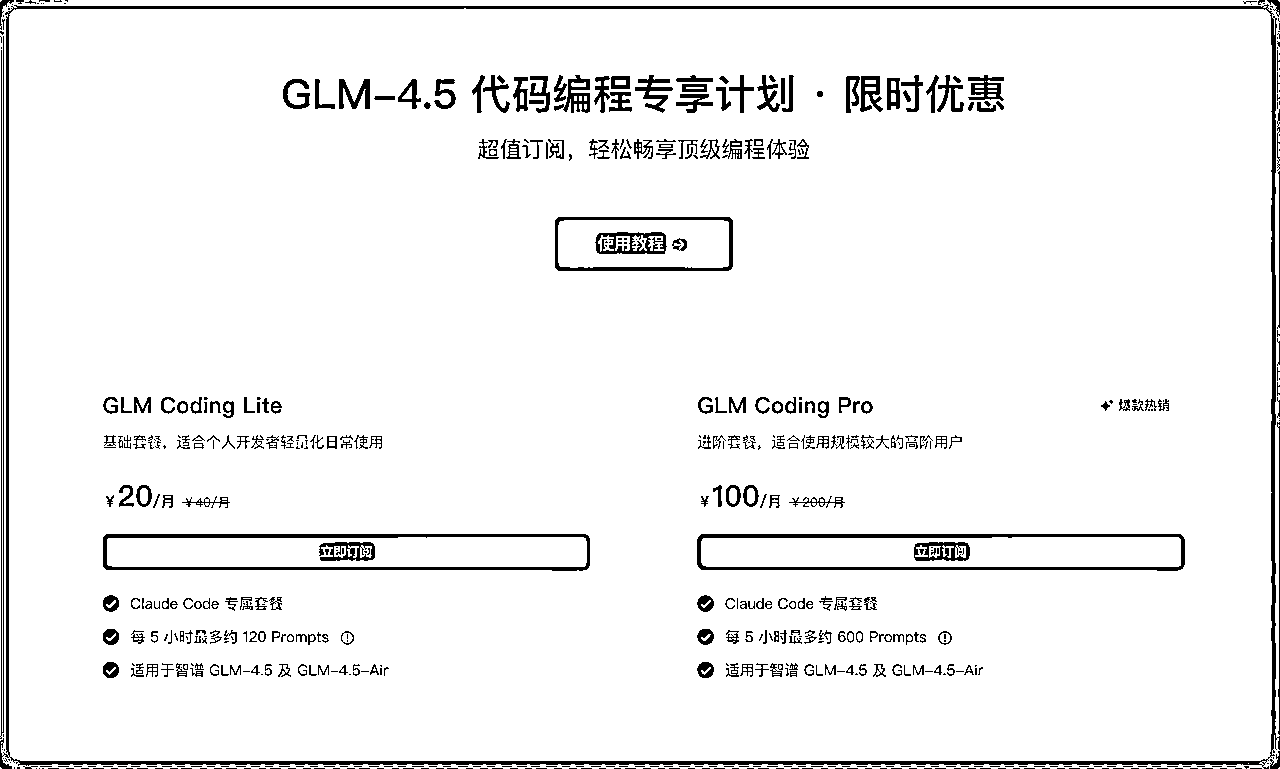 GLM-4.5 代码编程专享计划 · 限时优惠
超值订阅，轻松畅享顶级编程体验
使用教程
GLM Coding Lite
基础套餐，适合个人开发者轻量化日常使用
¥20/月 ¥40/月
立即订阅
Claude Code 专属套餐
每 5 小时最多约 120 Prompts
适用于智谱 GLM-4.5 及 GLM-4.5-Air
GLM Coding Pro
爆款热销
进阶套餐，适合使用规模较大的高阶用户
¥100/月 ¥200/月
立即订阅
Claude Code 专属套餐
每 5 小时最多约 600 Prompts
适用于智谱 GLM-4.5 及 GLM-4.5-Air